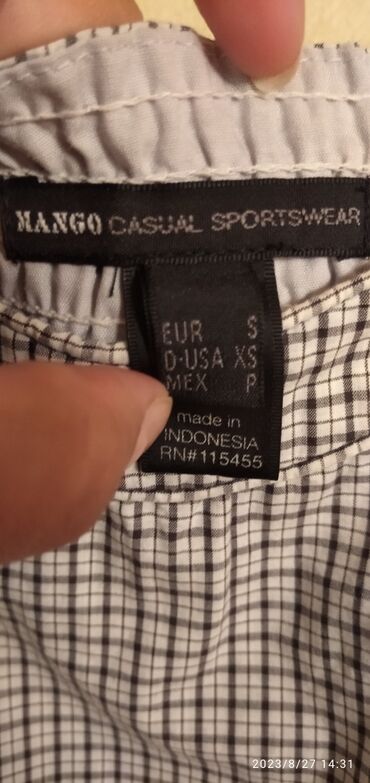 MANGO CASUAL SPORTSWEAR
EUR S
D-USA XS
MEX P
made in
INDONESIA
RN#115455
2023/8/27 14:31